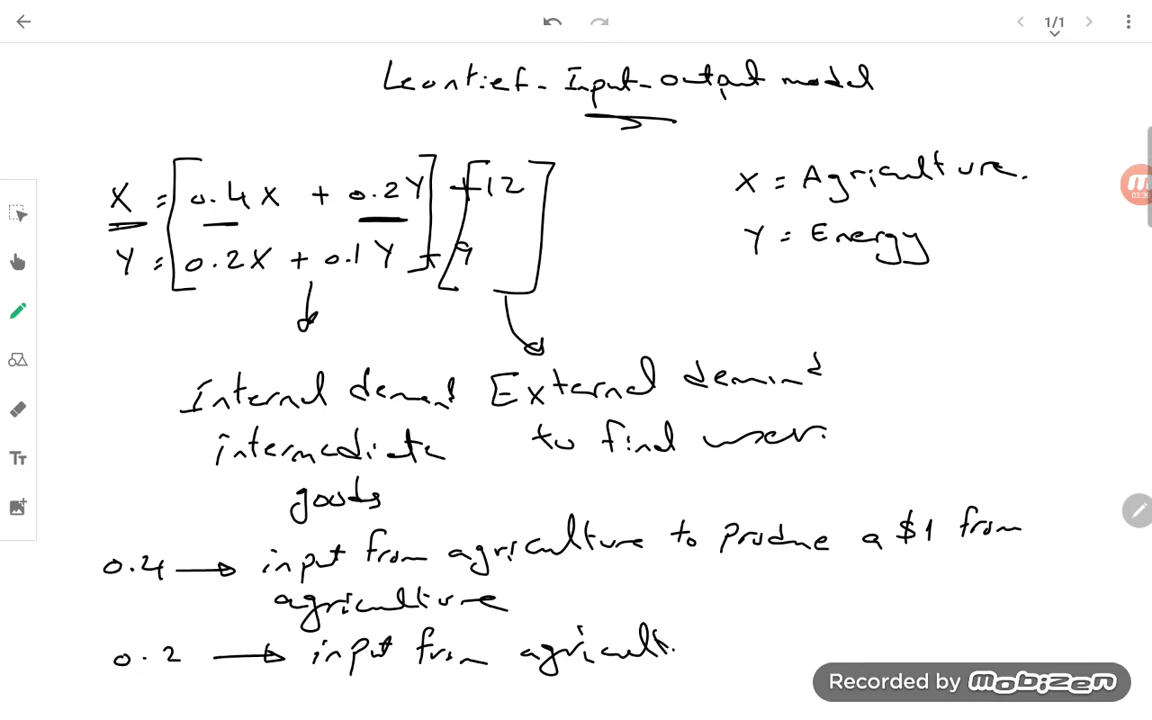 1/1
Leontief - Input - output model
X = [ 0.4X + 0.2Y ] + [ 12 ]
Y = [ 0.2X + 0.1Y ] + [ 9 ]
X = Agriculture.
Y = Energy
Internal demand
intermediate
goods
External demind
to find user.
0.4 → input from agriculture to produce a $1 from
agriculture
0.2 → input from agricult.
Tт
Recorded by mobizen